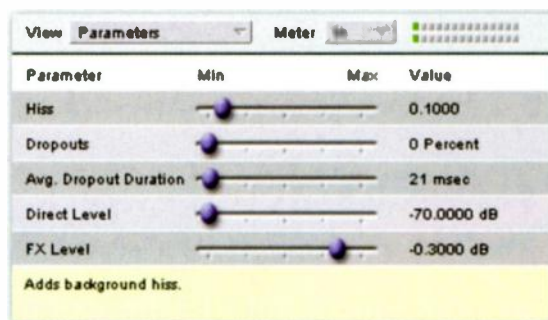 View Parameters Meter In
Parameter Min Max Value
Hiss 0.1000
Dropouts 0 Percent
Avg. Dropout Duration 21 msec
Direct Level -70.0000 dB
FX Level -0.3000 dB
Adds background hiss.